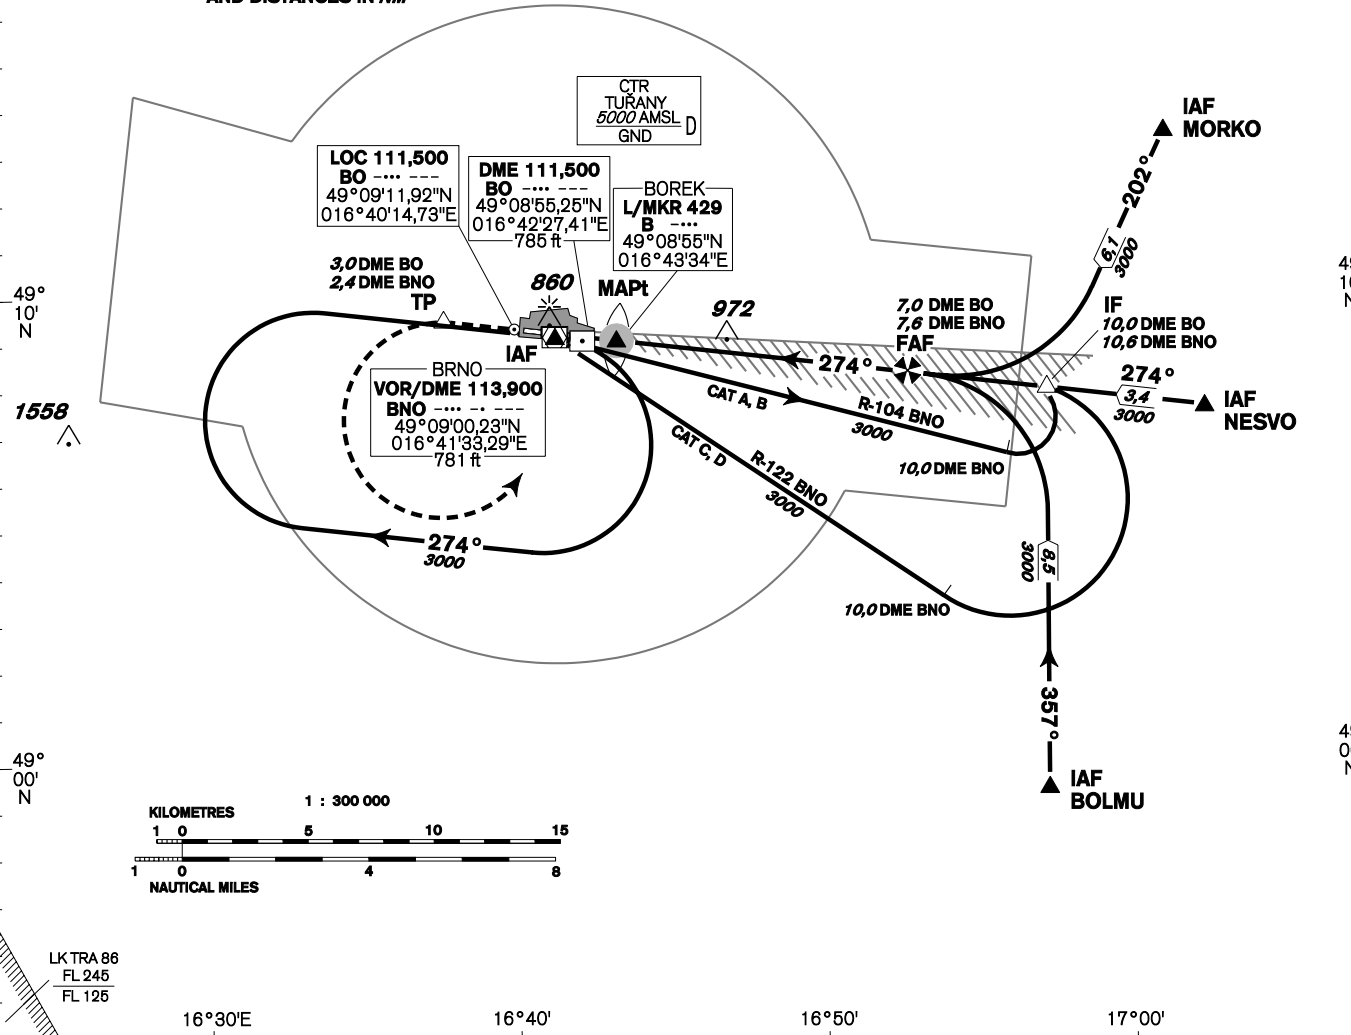 AND DISTANCES IN NM
CTR
TUŘANY
5000 AMSL
GND
D
IAF
MORKO
LOC 111,500
BO –··· –––
49°09'11,92"N
016°40'14,73"E
DME 111,500
BO –··· –––
49°08'55,25"N
016°42'27,41"E
785 ft
BOREK
L/MKR 429
B –···
49°08'55"N
016°43'34"E
202°
6,1
3000
3,0 DME BO
2,4 DME BNO
TP
860
MAPt
972
7,0 DME BO
7,6 DME BNO
FAF
IF
10,0 DME BO
10,6 DME BNO
49°
10'
N
IAF
274°
274°
3,4
3000
IAF
NESVO
BRNO
VOR/DME 113,900
BNO –··· –· –––
49°09'00,23"N
016°41'33,29"E
781 ft
1558
CAT A, B
R-104 BNO
3000
10,0 DME BNO
CAT C, D
R-122 BNO
3000
10,0 DME BNO
274°
3000
8,5
3000
357°
IAF
BOLMU
49°
00'
N
1 : 300 000
KILOMETRES
1 0 5 10 15
1 0 4 8
NAUTICAL MILES
LK TRA 86
FL 245
FL 125
16°30'E 16°40' 16°50' 17°00'